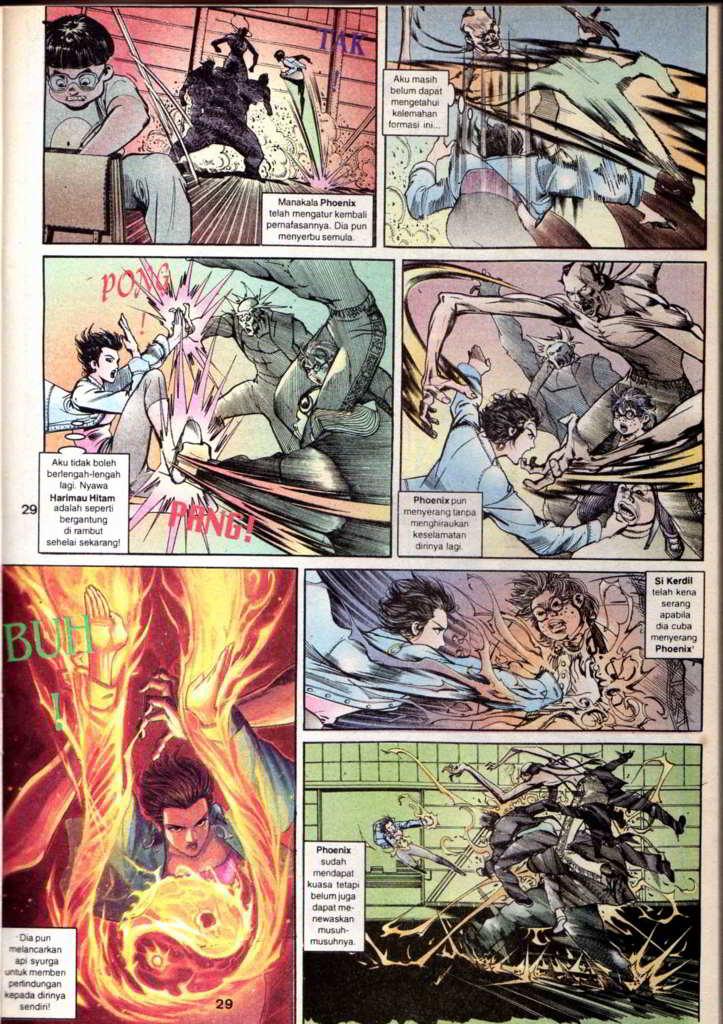 TAK
Manakala Phoenix
telah mengatur kembali
pernafasannya. Dia pun
menyerbu semula.
Aku masih
belum dapat
mengetahui
kelemahan
formasi ini...
PONG
!
Aku tidak boleh
berlengah-lengah
lagi. Nyawa
Harimau Hitam
adalah seperti
bergantung
di rambut
sehelai sekarang!
PANG!
29
Phoenix pun
menyerang tanpa
menghiraukan
keselamatan
dirinya lagi.
BUH
!
Dia pun
melancarkan
api syurga
untuk memberi
perlindungan
kepada dirinya
sendiri!
29
Si Kerdil
telah kena
serang
apabila
dia cuba
menyerang
Phoenix'
Phoenix
sudah
mendapat
kuasa tetapi
belum juga
dapat me-
newaskan
musuh-
musuhnya.